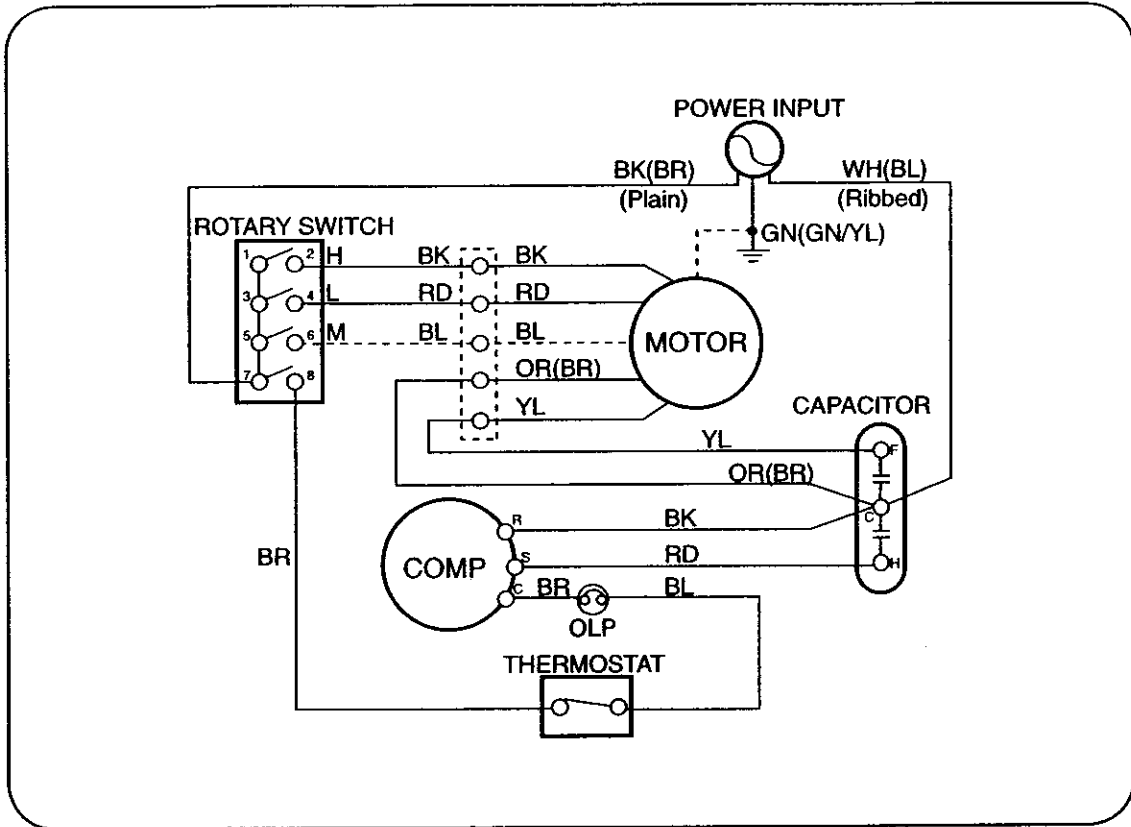 POWER INPUT
BK(BR)
(Plain)
WH(BL)
(Ribbed)
GN(GN/YL)
ROTARY SWITCH
1 2 H BK BK
3 4 L RD RD
5 6 M BL BL
7 8
MOTOR
OR(BR)
YL
CAPACITOR
YL
F
OR(BR)
C
R BK
COMP
S RD H
C BR BL
OLP
BR
THERMOSTAT